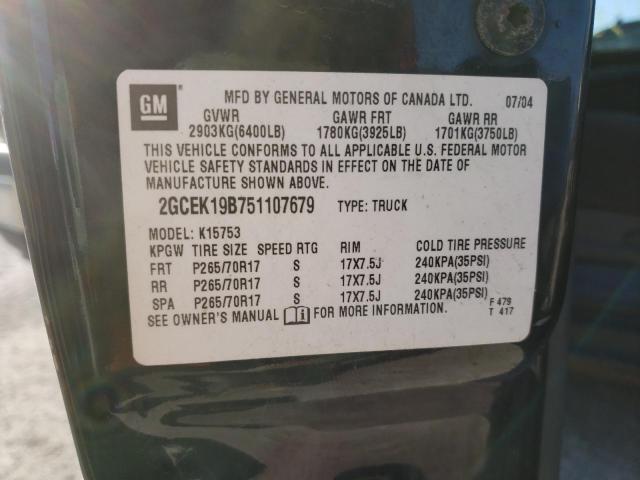 GM
MFD BY GENERAL MOTORS OF CANADA LTD. 07/04
GVWR GAWR FRT GAWR RR
2903KG(6400LB) 1780KG(3925LB) 1701KG(3750LB)
THIS VEHICLE CONFORMS TO ALL APPLICABLE U.S. FEDERAL MOTOR
VEHICLE SAFETY STANDARDS IN EFFECT ON THE DATE OF
MANUFACTURE SHOWN ABOVE.
2GCEK19B751107679 TYPE: TRUCK
MODEL: K15753
KPGW TIRE SIZE SPEED RTG RIM COLD TIRE PRESSURE
FRT P265/70R17 S 17X7.5J 240KPA(35PSI)
RR P265/70R17 S 17X7.5J 240KPA(35PSI)
SPA P265/70R17 S 17X7.5J 240KPA(35PSI)
SEE OWNER'S MANUAL i FOR MORE INFORMATION.
F 479
T 417